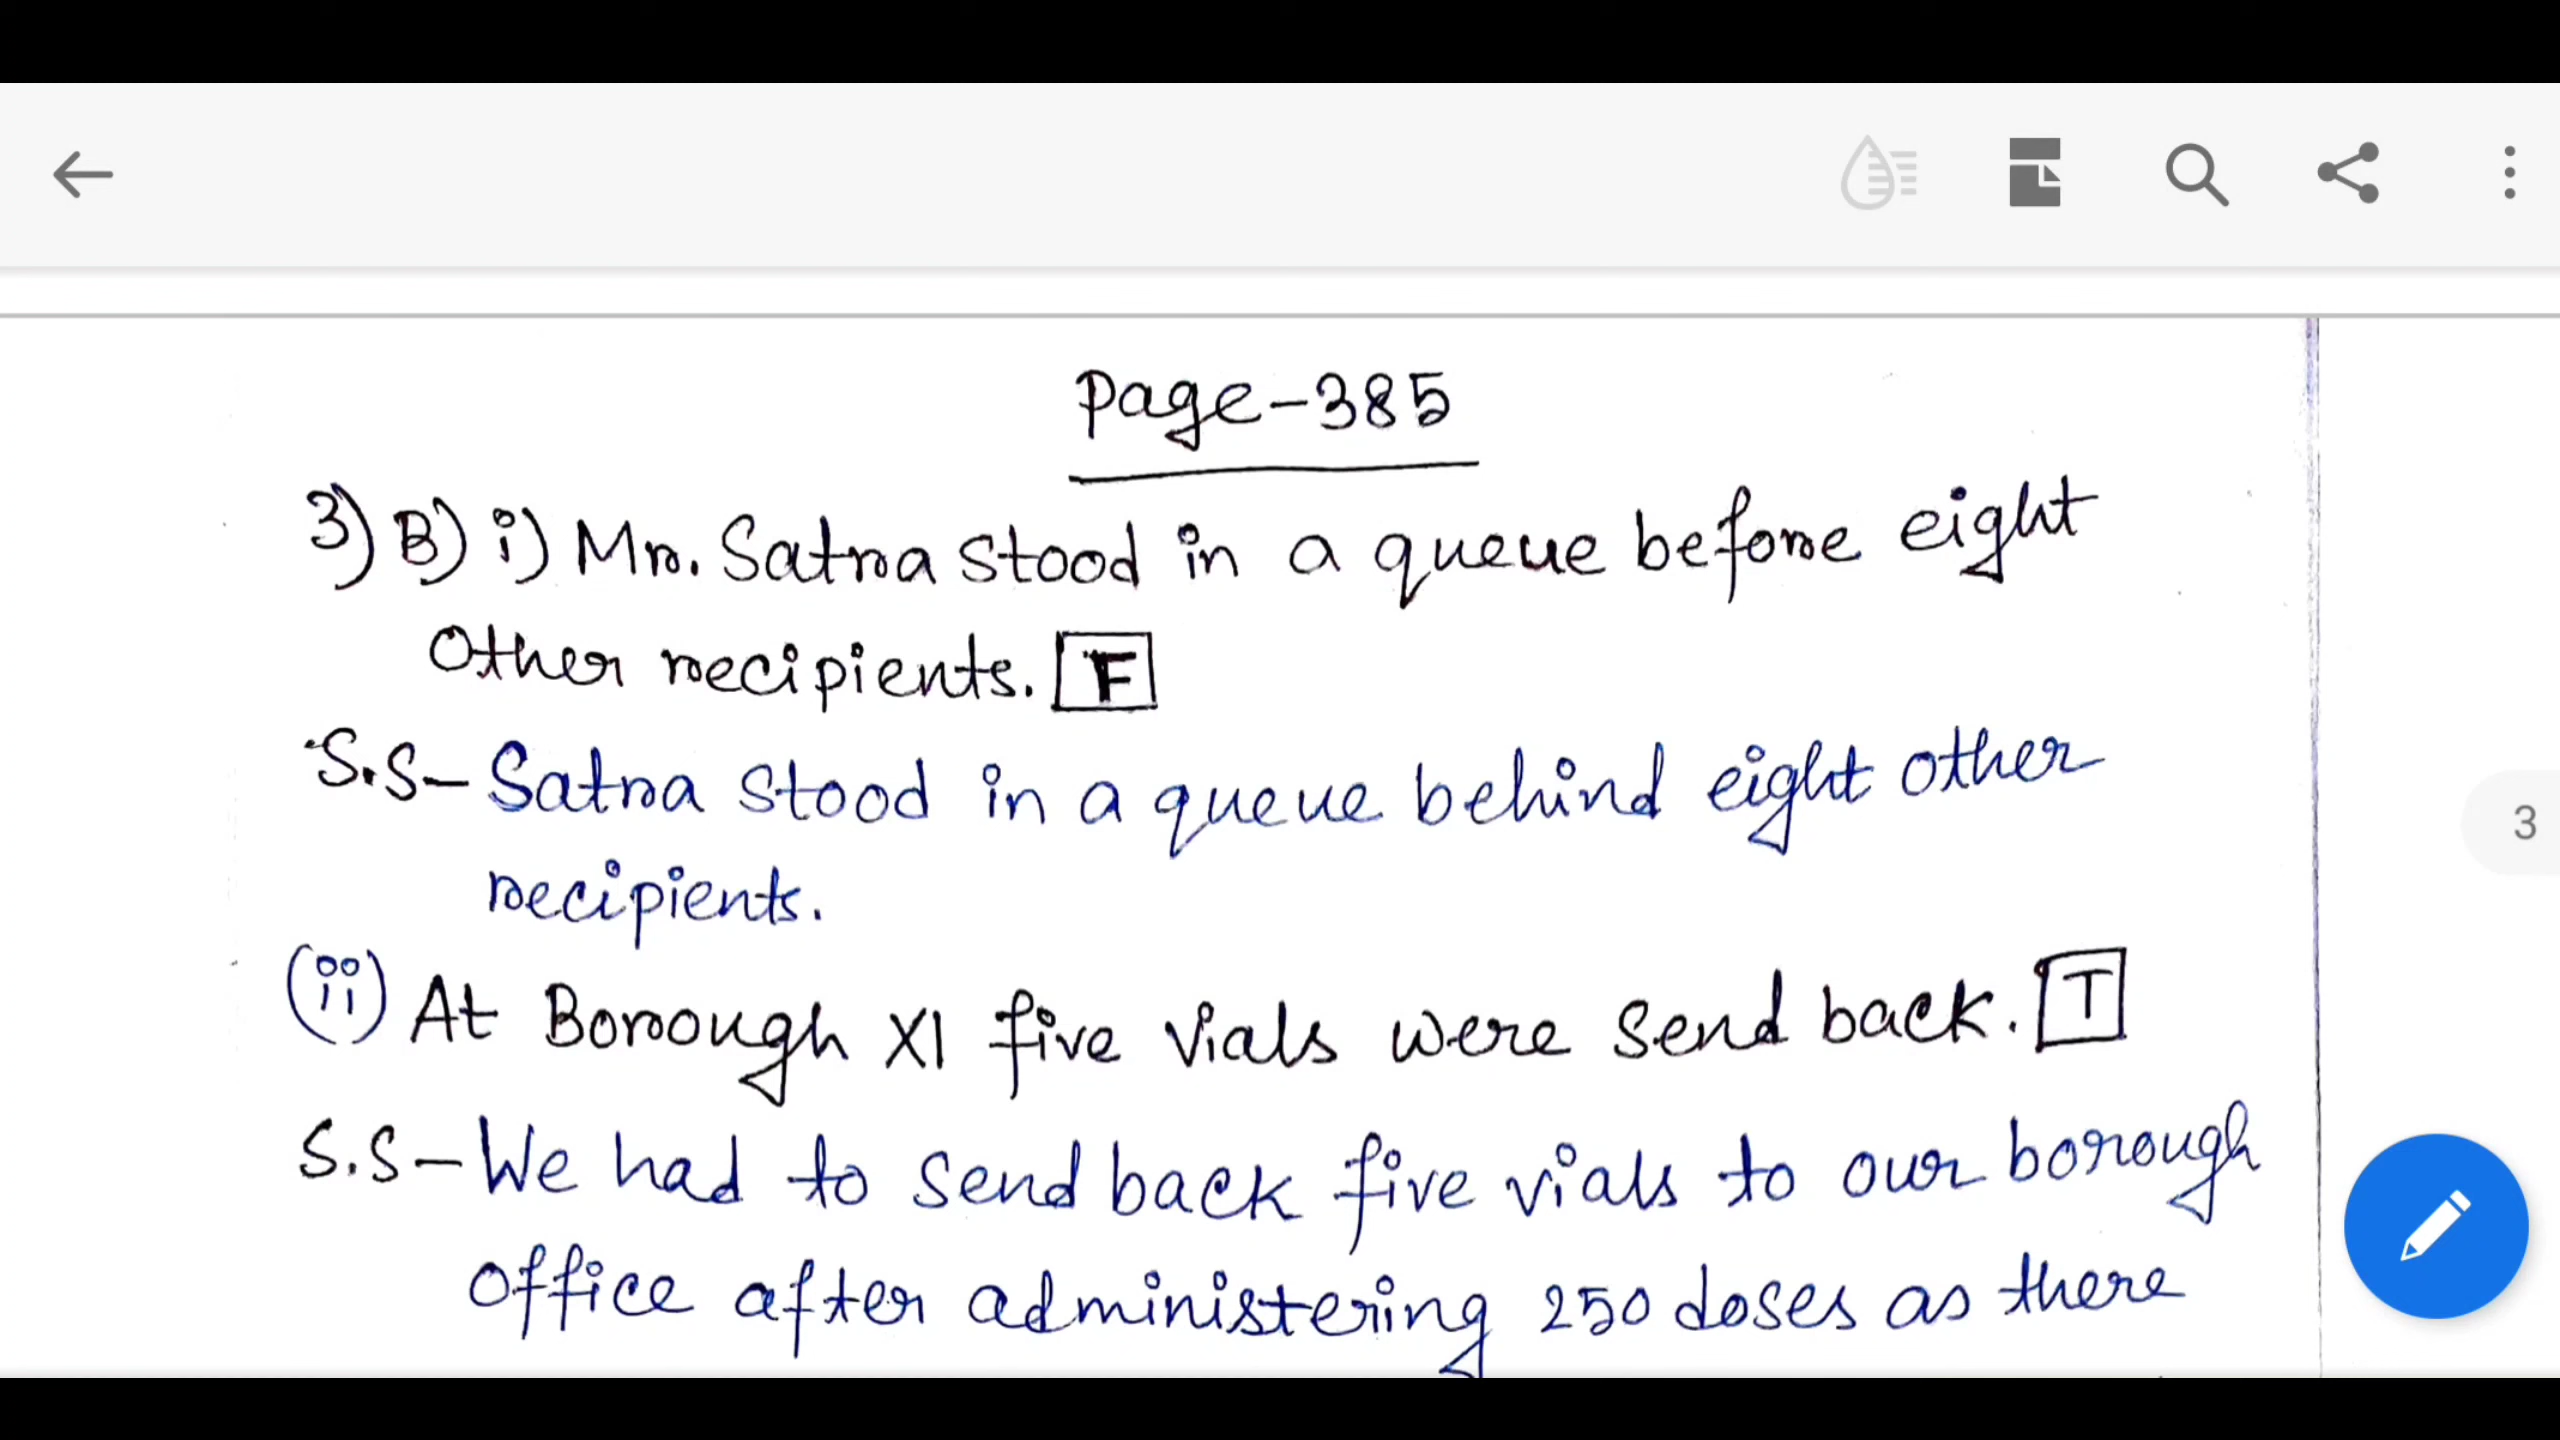 Page-385
3) B) i) Mr. Satra stood in a queue before eight
other recipients. F
S.S- Satra stood in a queue behind eight other
recipients.
3
(ii) At Borough XI five vials were send back. T
S.S- We had to send back five vials to our borough
office after administering 250 doses as there